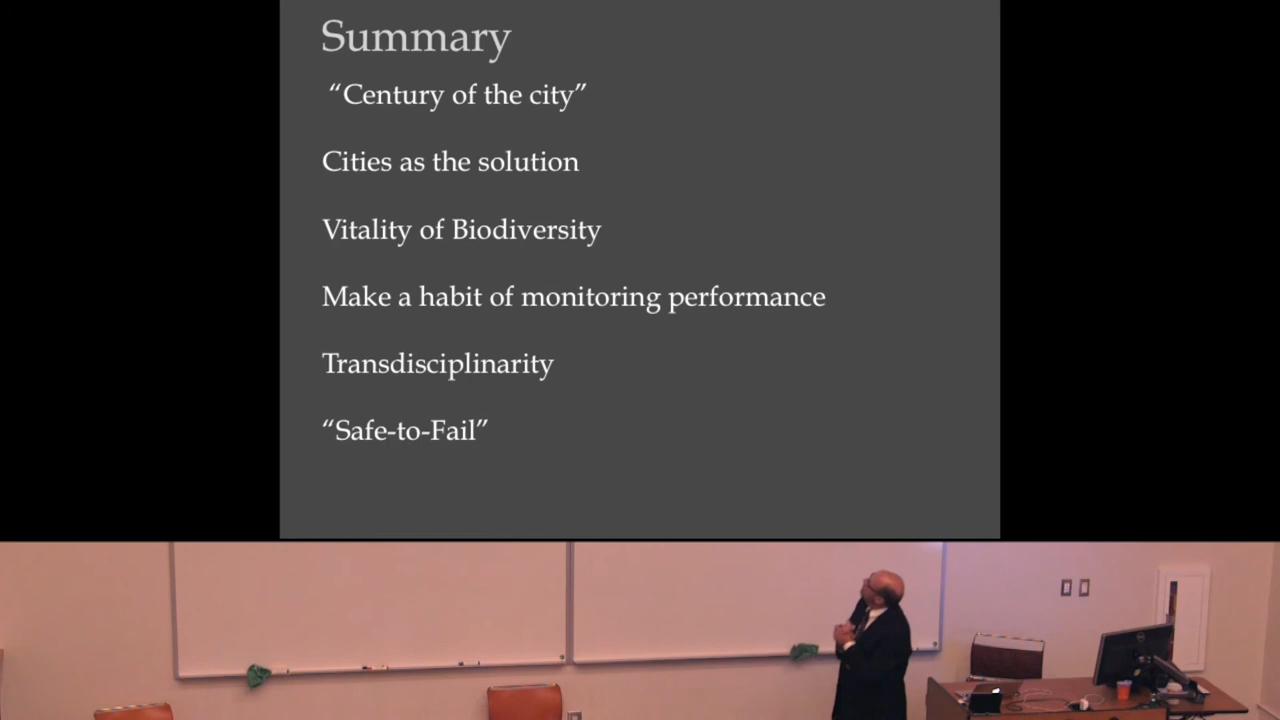 Summary
“Century of the city”
Cities as the solution
Vitality of Biodiversity
Make a habit of monitoring performance
Transdisciplinarity
“Safe-to-Fail”